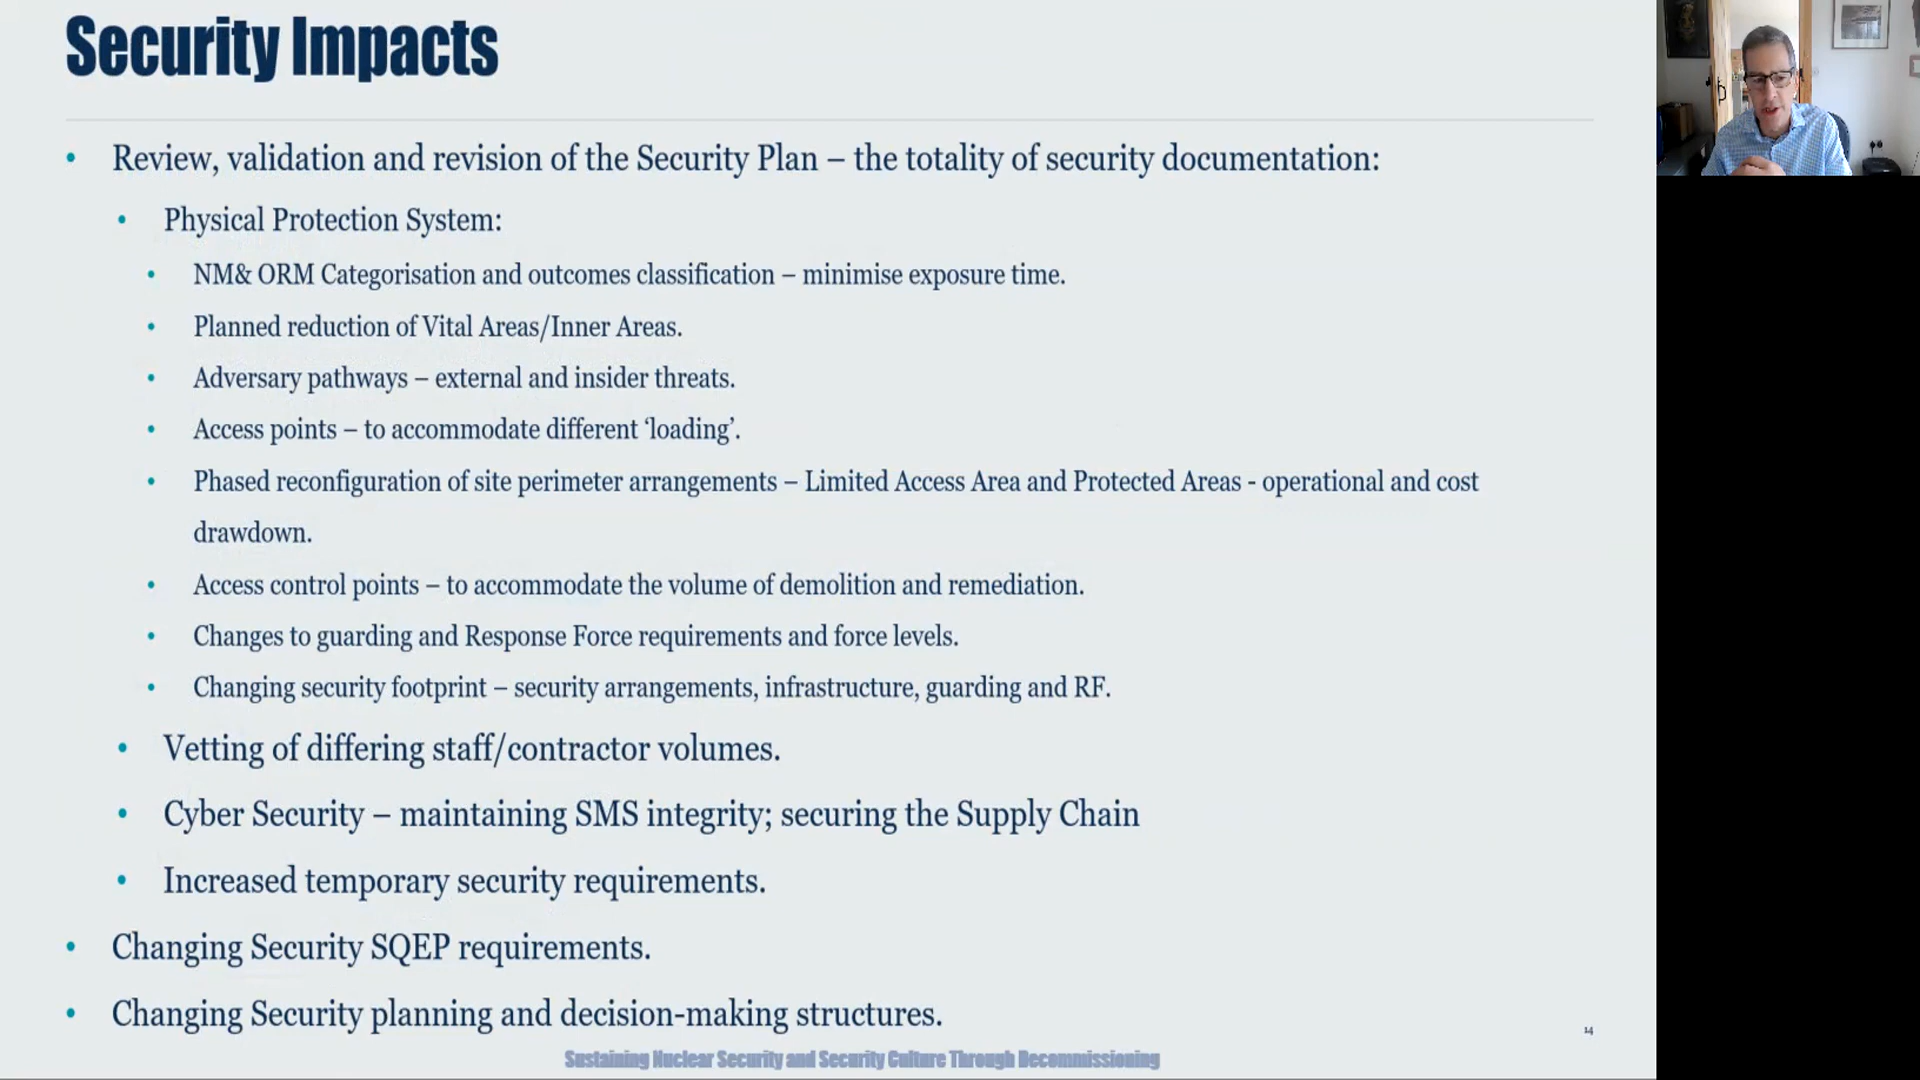 Security Impacts
• Review, validation and revision of the Security Plan – the totality of security documentation:
• Physical Protection System:
• NM& ORM Categorisation and outcomes classification – minimise exposure time.
• Planned reduction of Vital Areas/Inner Areas.
• Adversary pathways – external and insider threats.
• Access points – to accommodate different ‘loading’.
• Phased reconfiguration of site perimeter arrangements – Limited Access Area and Protected Areas - operational and cost
drawdown.
• Access control points – to accommodate the volume of demolition and remediation.
• Changes to guarding and Response Force requirements and force levels.
• Changing security footprint – security arrangements, infrastructure, guarding and RF.
• Vetting of differing staff/contractor volumes.
• Cyber Security – maintaining SMS integrity; securing the Supply Chain
• Increased temporary security requirements.
• Changing Security SQEP requirements.
• Changing Security planning and decision-making structures.
14
Sustaining Nuclear Security and Security Culture Through Decommissioning